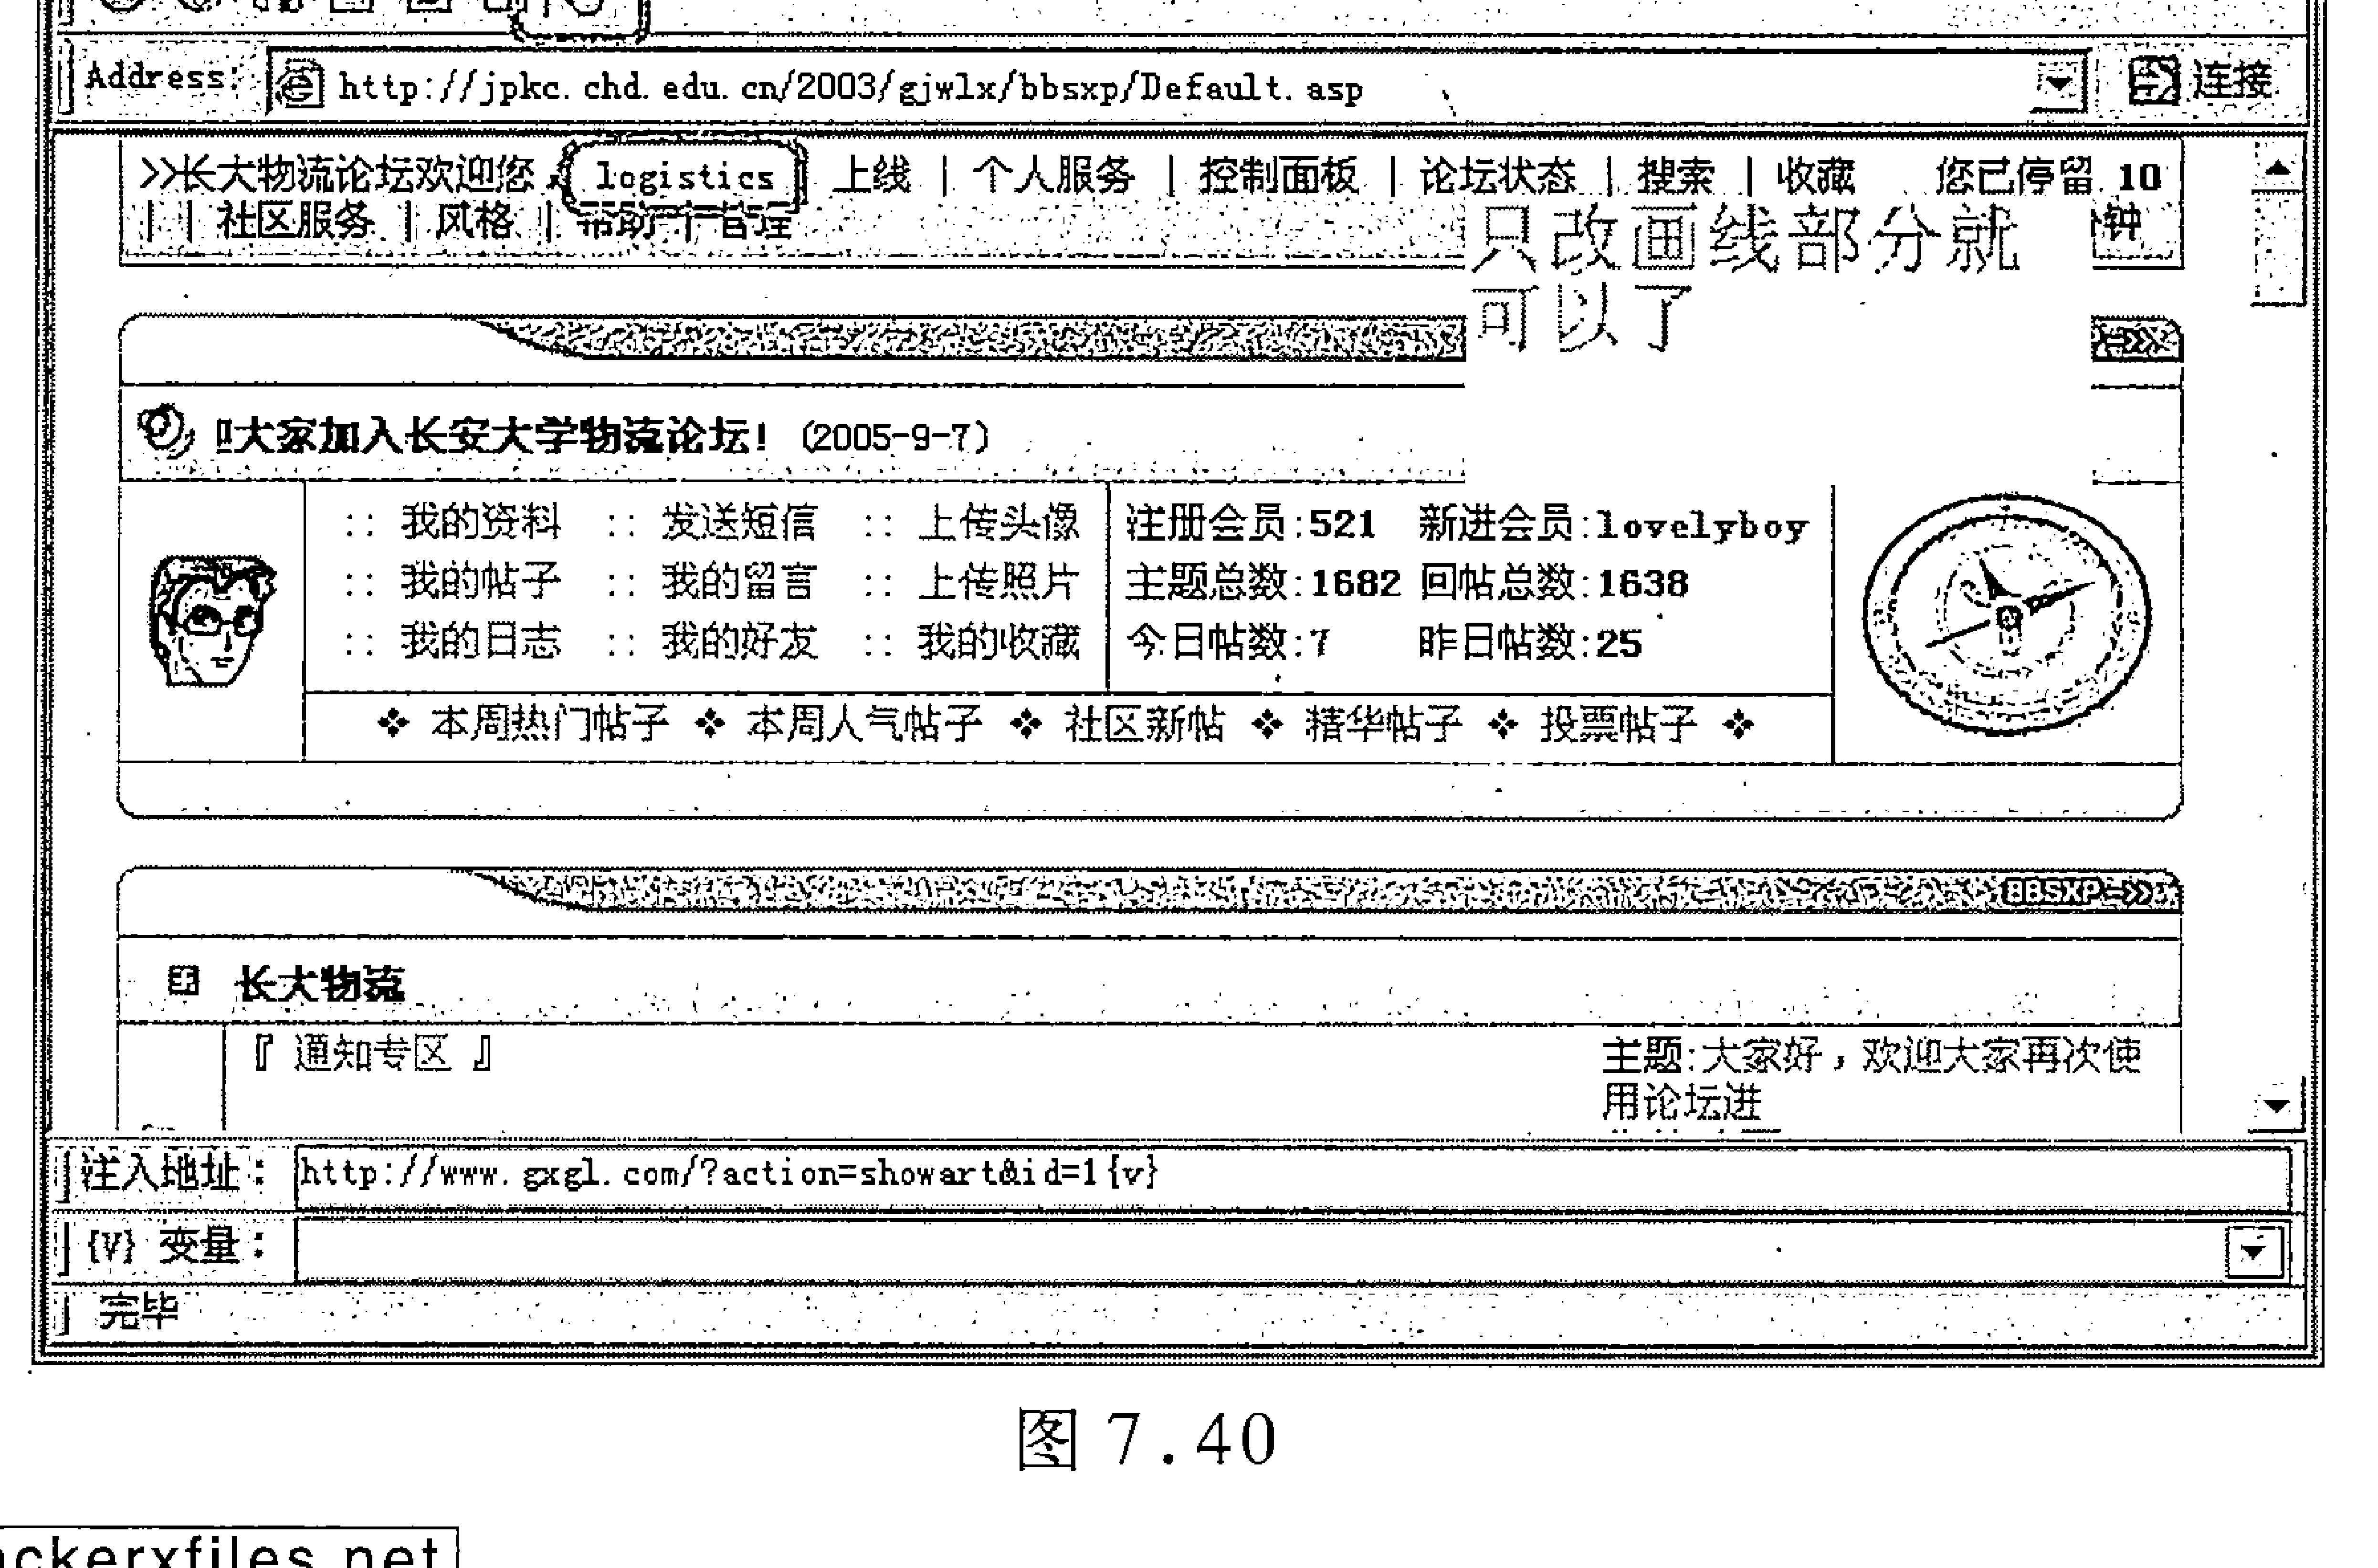 Address: http://jpkc.chd.edu.cn/2003/gjwlx/bbsxp/Default.asp 连接
>>长大物流论坛欢迎您, logistics 上线 | 个人服务 | 控制面板 | 论坛状态 | 搜索 | 收藏 您已停留 10
| | 社区服务 | 风格 | 帮助 | 管理 钟
只改画线部分就
可以了
大家加入长安大学物流论坛! (2005-9-7)
:: 我的资料 :: 发送短信 :: 上传头像 注册会员:521 新进会员:lovelyboy
:: 我的帖子 :: 我的留言 :: 上传照片 主题总数:1682 回帖总数:1638
:: 我的日志 :: 我的好友 :: 我的收藏 今日帖数:7 昨日帖数:25
❖ 本周热门帖子 ❖ 本周人气帖子 ❖ 社区新帖 ❖ 精华帖子 ❖ 投票帖子 ❖
BBSXP=>>
长大物流
『 通知专区 』 主题:大家好,欢迎大家再次使
用论坛进
注入地址: http://www.gxgl.com/?action=showart&id=1{v}
{V} 变量:
完毕
图 7.40
ckerxfiles.net